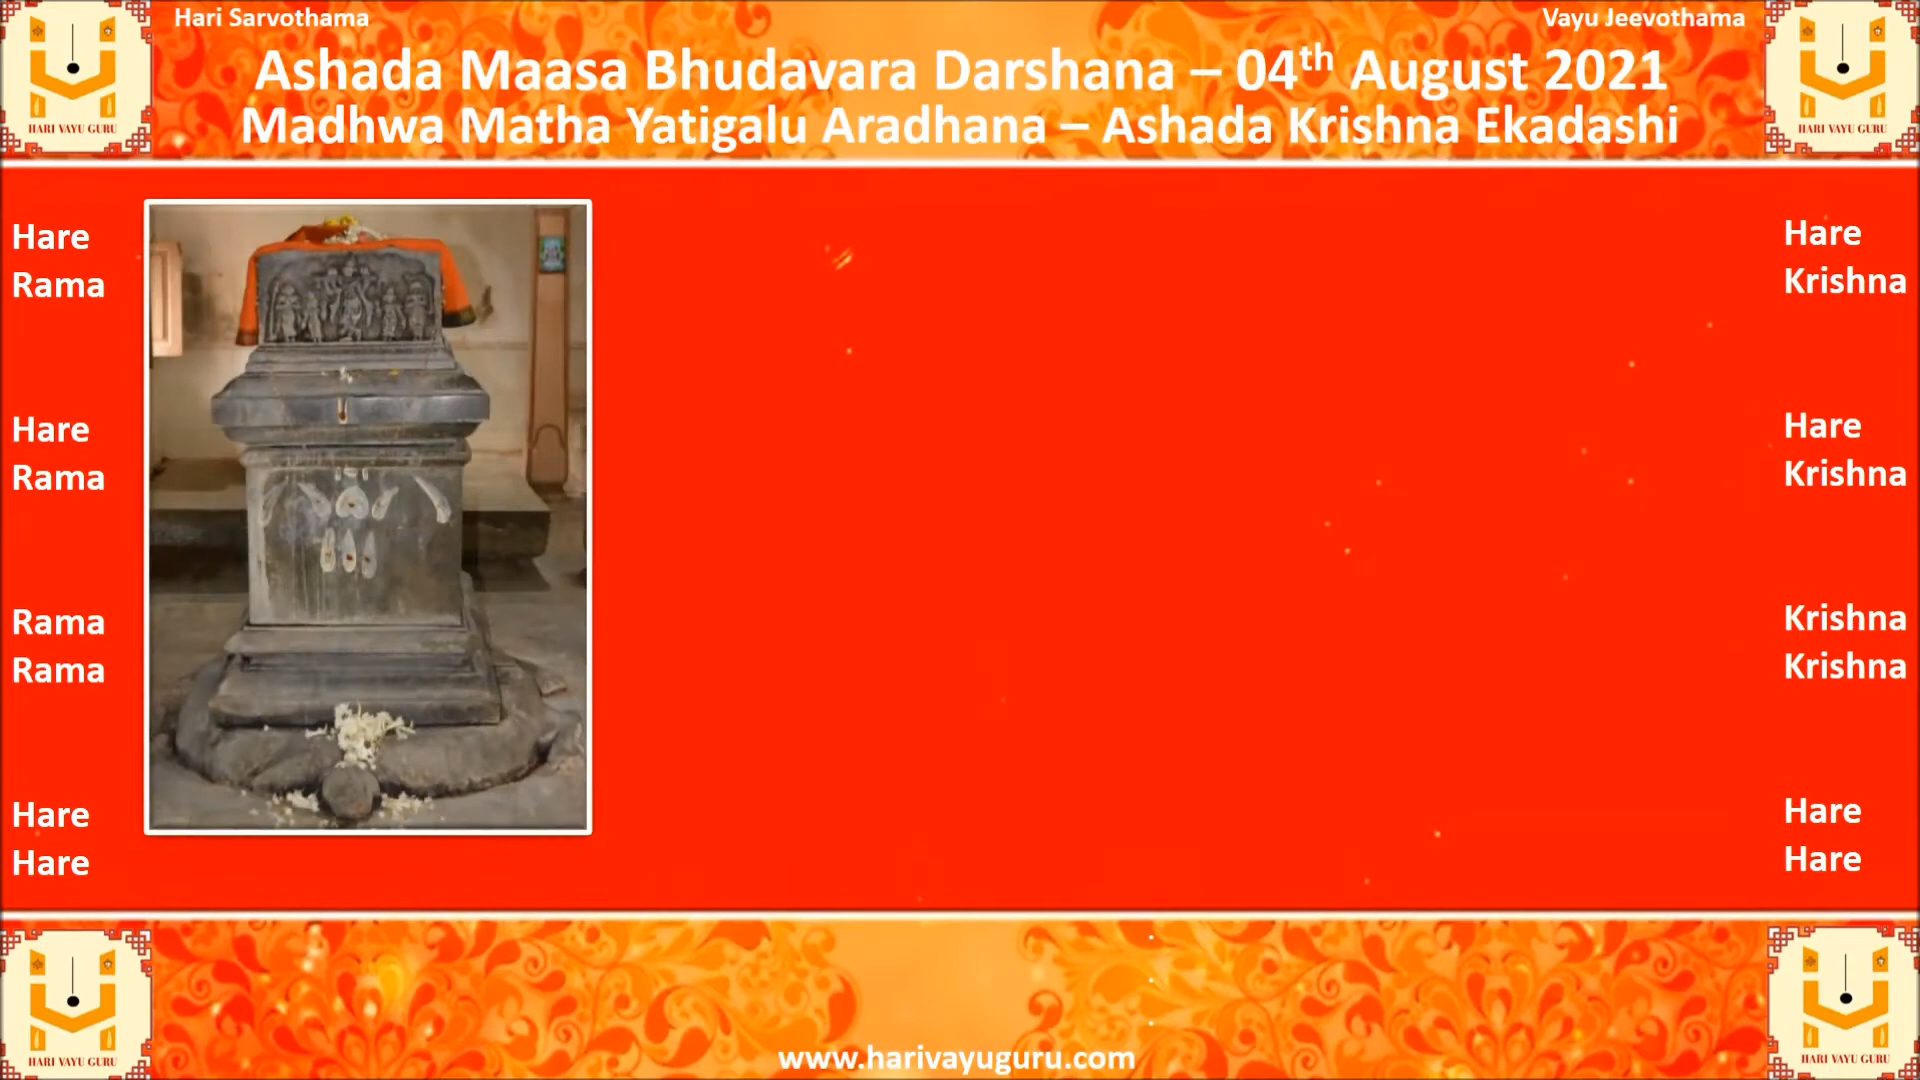 Hari Sarvothama
Vayu Jeevothama
Ashada Maasa Bhudavara Darshana – 04th August 2021
Madhwa Matha Yatigalu Aradhana – Ashada Krishna Ekadashi
HARI VAYU GURU
HARI VAYU GURU
Hare
Rama
Hare
Rama
Rama
Rama
Hare
Hare
Hare
Krishna
Hare
Krishna
Krishna
Krishna
Hare
Hare
HARI VAYU GURU
www.harivayuguru.com
HARI VAYU GURU